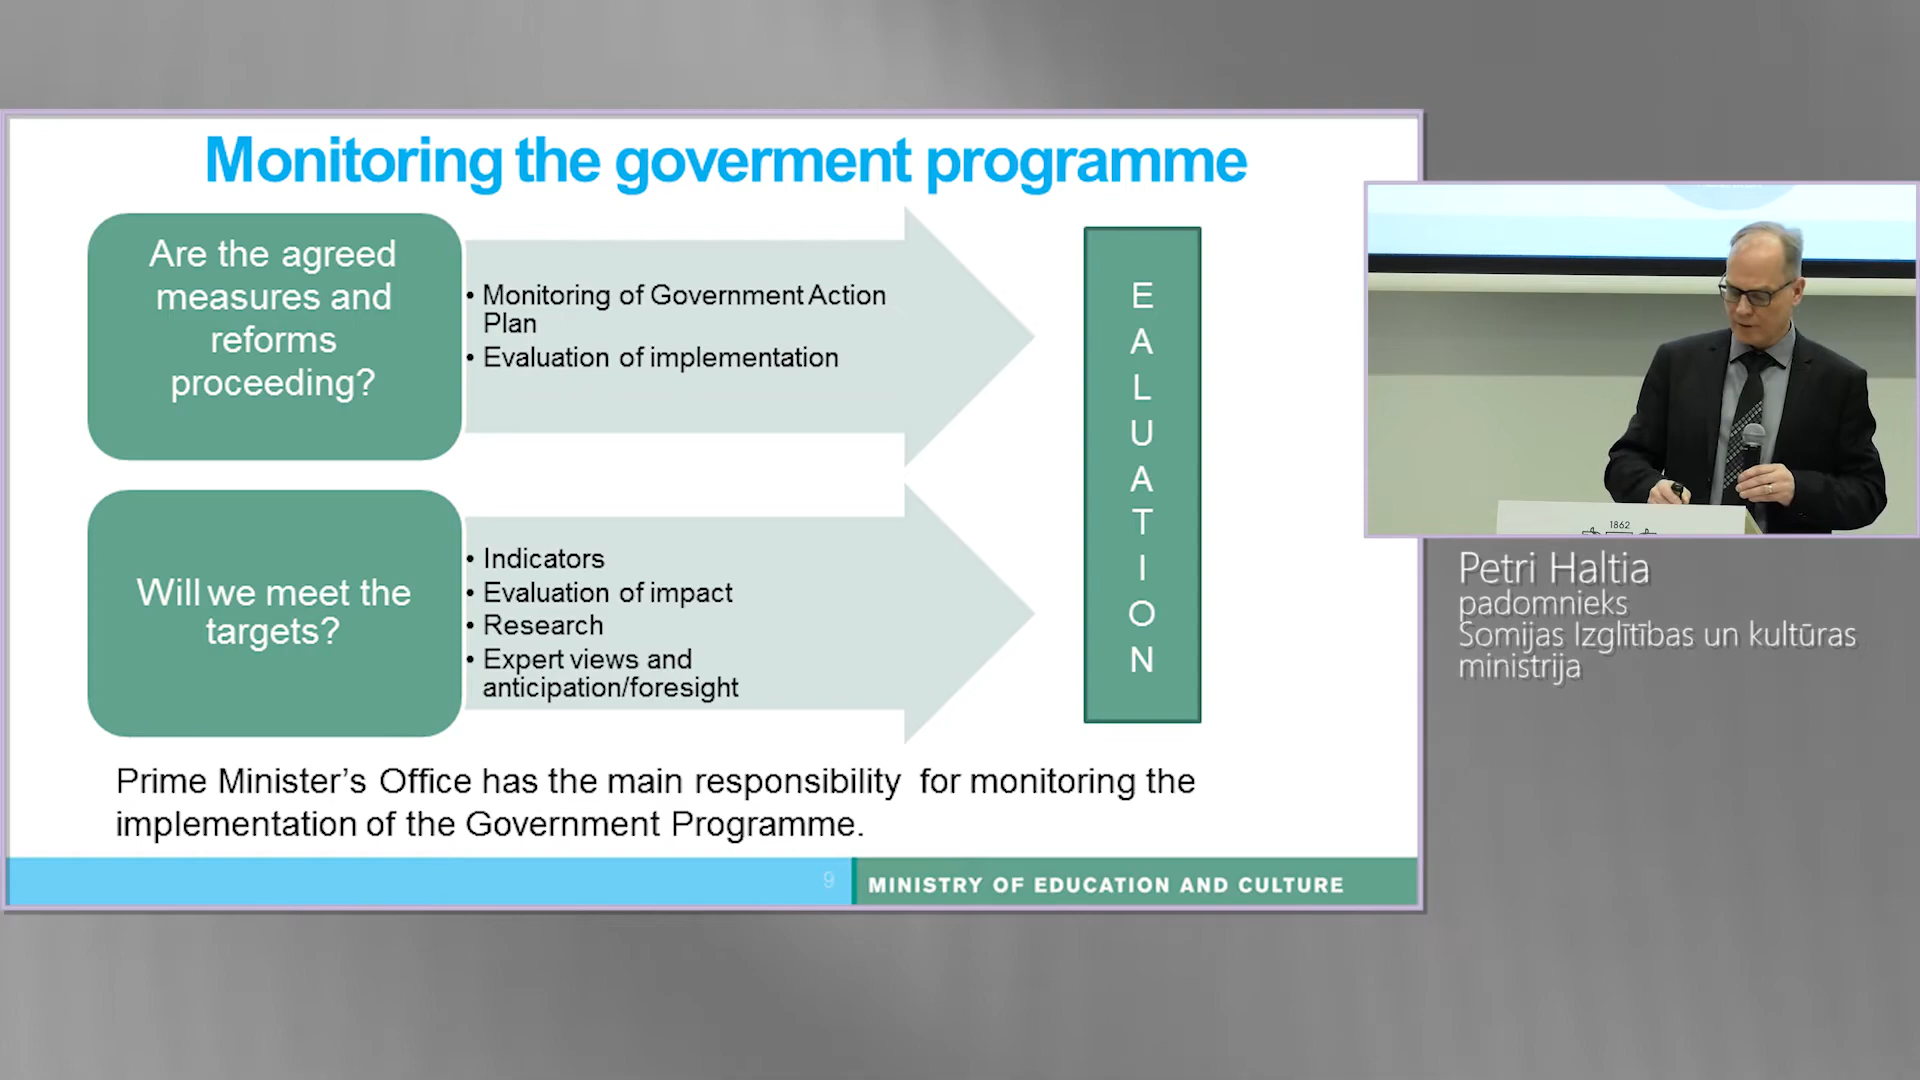 Monitoring the goverment programme
Are the agreed
measures and
reforms
proceeding?
• Monitoring of Government Action
Plan
• Evaluation of implementation
Will we meet the
targets?
• Indicators
• Evaluation of impact
• Research
• Expert views and
anticipation/foresight
E
A
L
U
A
T
I
O
N
Prime Minister’s Office has the main responsibility for monitoring the
implementation of the Government Programme.
9
MINISTRY OF EDUCATION AND CULTURE
1862
Petri Haltia
padomnieks
Somijas Izglītības un kultūras
ministrija